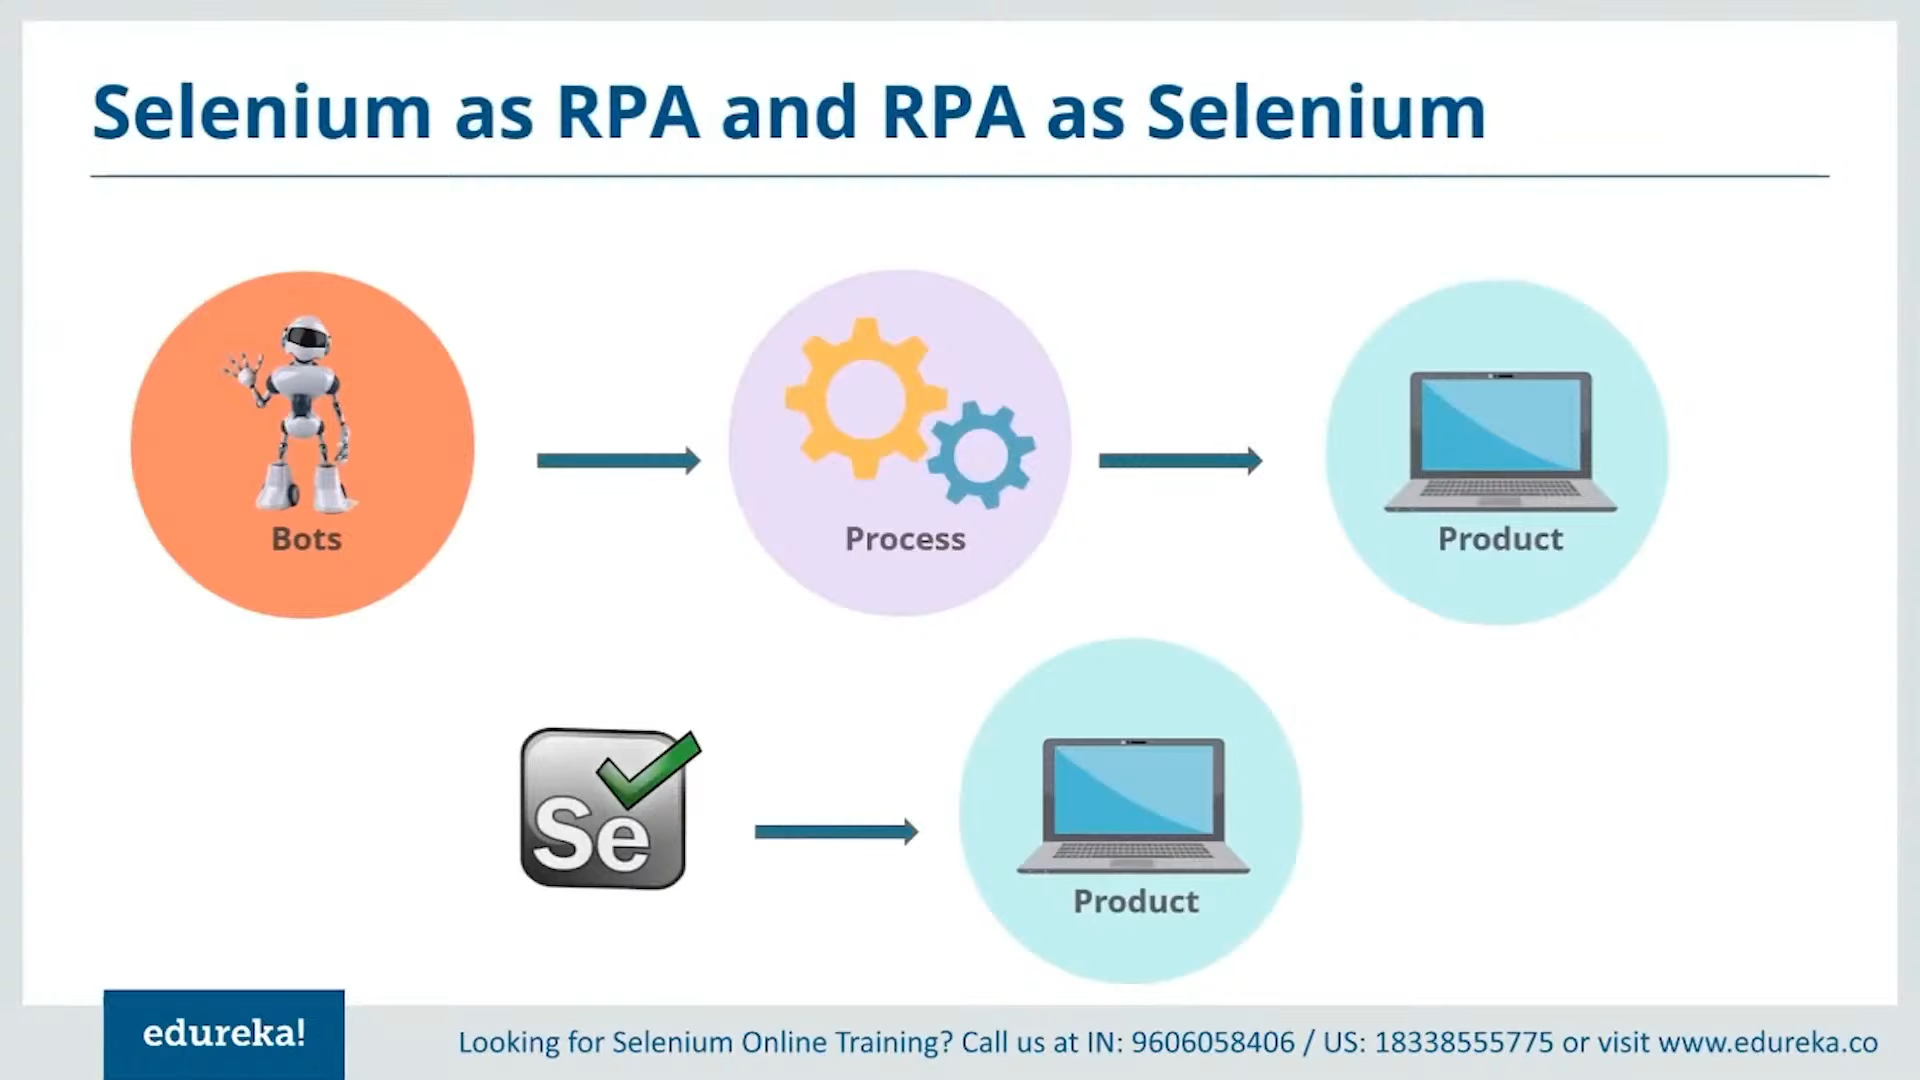 Selenium as RPA and RPA as Selenium
Bots
Process
Product
Se
Product
edureka!
Looking for Selenium Online Training? Call us at IN: 9606058406 / US: 18338555775 or visit www.edureka.co